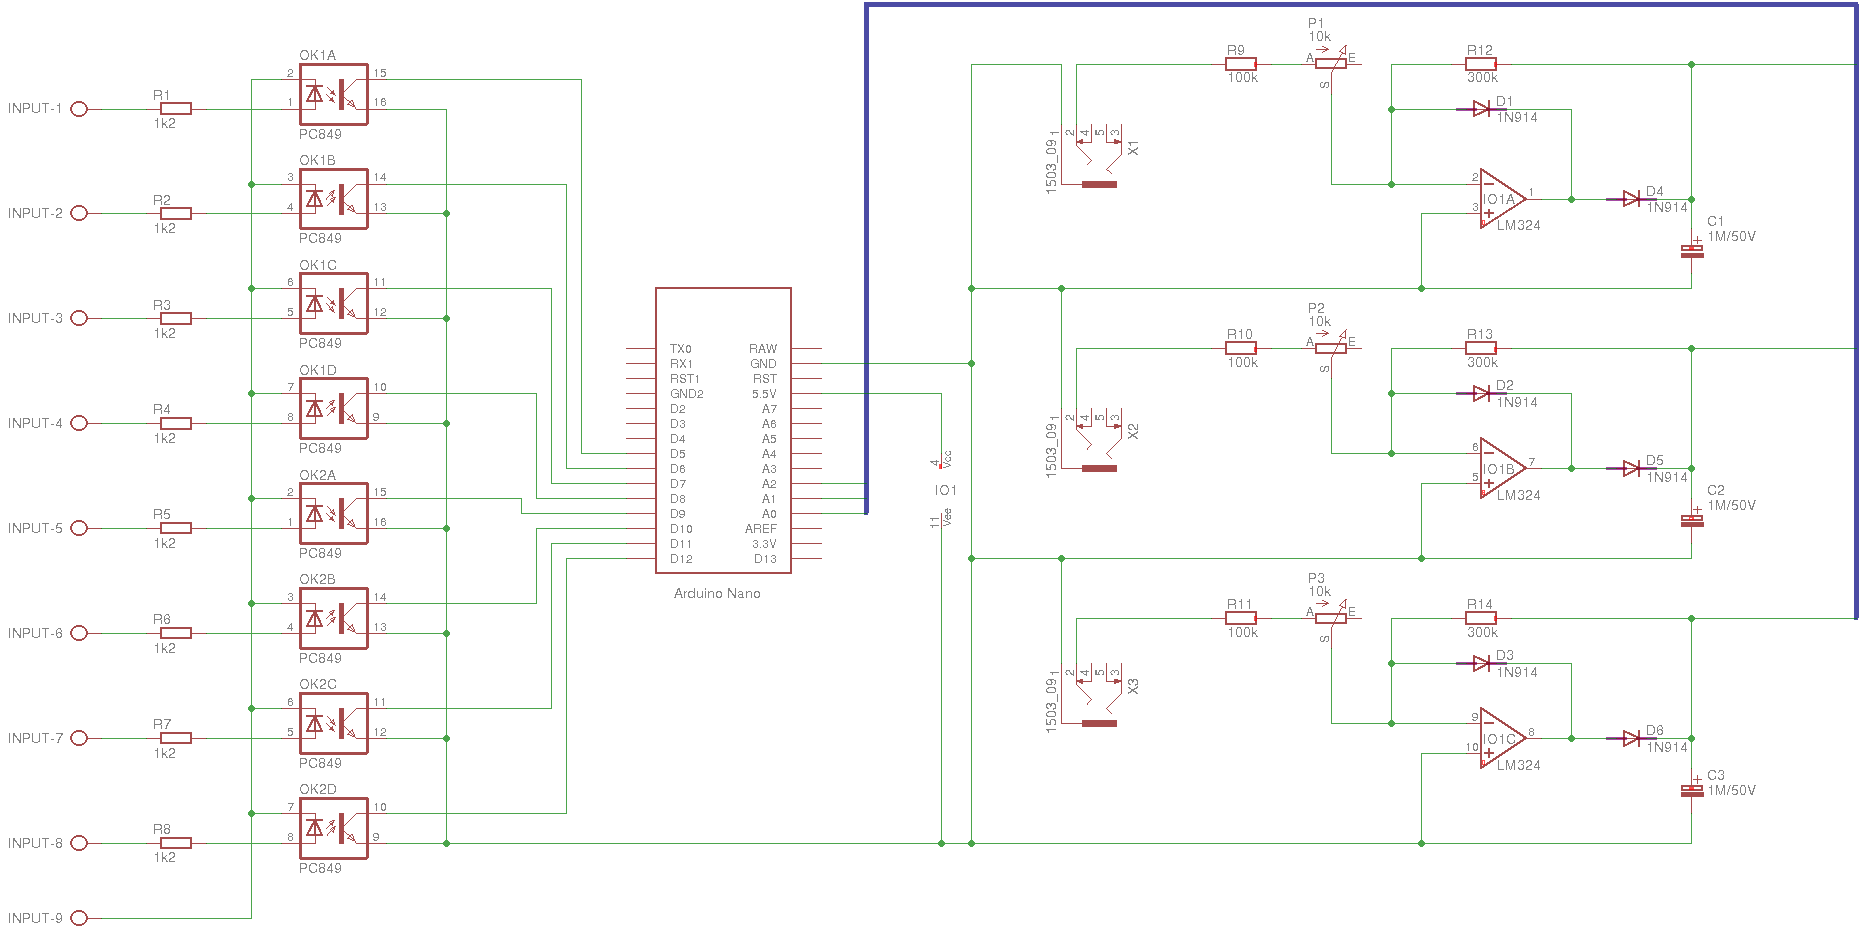 P1
10k
R9
100k
A
E
S
R12
300k
D1
1N914
2
4
5
3
1
1503_09
X1
2
3
1
IO1A
LM324
D4
1N914
C1
1M/50V
OK1A
2
1
15
16
PC849
INPUT-1
R1
1k2
OK1B
3
4
14
13
PC849
INPUT-2
R2
1k2
OK1C
6
5
11
12
PC849
INPUT-3
R3
1k2
OK1D
7
8
10
9
PC849
INPUT-4
R4
1k2
OK2A
2
1
15
16
PC849
INPUT-5
R5
1k2
OK2B
3
4
14
13
PC849
INPUT-6
R6
1k2
OK2C
6
5
11
12
PC849
INPUT-7
R7
1k2
OK2D
7
8
10
9
PC849
INPUT-8
R8
1k2
INPUT-9
TX0 RAW
RX1 GND
RST1 RST
GND2 5.5V
D2 A7
D3 A6
D4 A5
D5 A4
D6 A3
D7 A2
D8 A1
D9 A0
D10 AREF
D11 3.3V
D12 D13
Arduino Nano
4
Vcc
IO1
11
Vee
P2
10k
R10
100k
A
E
S
R13
300k
D2
1N914
2
4
5
3
1
1503_09
X2
6
5
7
IO1B
LM324
D5
1N914
C2
1M/50V
P3
10k
R11
100k
A
E
S
R14
300k
D3
1N914
2
4
5
3
1
1503_09
X3
9
10
8
IO1C
LM324
D6
1N914
C3
1M/50V